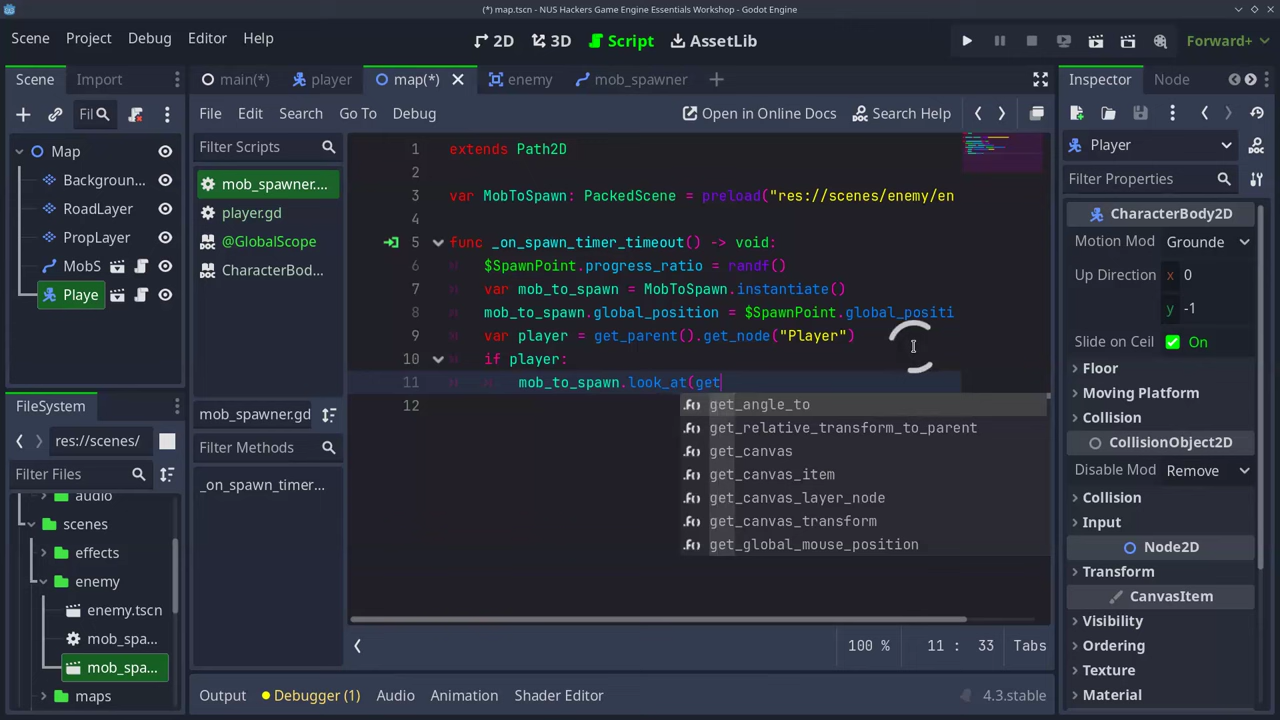 (*) map.tscn - NUS Hackers Game Engine Essentials Workshop - Godot Engine
Scene Project Debug Editor Help
2D 3D Script AssetLib
Forward+
Scene Import
main(*) player map(*) enemy mob_spawner
Inspector Node
Fil
File Edit Search Go To Debug
Open in Online Docs Search Help
Map
Backgroun...
RoadLayer
PropLayer
MobS
Playe
Filter Scripts
mob_spawner....
player.gd
@GlobalScope
CharacterBod...
mob_spawner.gd
Filter Methods
_on_spawn_timer...
1 extends Path2D
2
3 var MobToSpawn: PackedScene = preload("res://scenes/enemy/en
4
5 func _on_spawn_timer_timeout() -> void:
6 $SpawnPoint.progress_ratio = randf()
7 var mob_to_spawn = MobToSpawn.instantiate()
8 mob_to_spawn.global_position = $SpawnPoint.global_positi
9 var player = get_parent().get_node("Player")
10 if player:
11 mob_to_spawn.look_at(get
12
get_angle_to
get_relative_transform_to_parent
get_canvas
get_canvas_item
get_canvas_layer_node
get_canvas_transform
get_global_mouse_position
100 % 11 : 33 Tabs
FileSystem
res://scenes/
Filter Files
audio
scenes
effects
enemy
enemy.tscn
mob_spa...
mob_spa...
maps
Output Debugger (1) Audio Animation Shader Editor
4.3.stable
Player
Filter Properties
CharacterBody2D
Motion Mod Grounde
Up Direction x 0
y -1
Slide on Ceil On
Floor
Moving Platform
Collision
CollisionObject2D
Disable Mod Remove
Collision
Input
Node2D
Transform
CanvasItem
Visibility
Ordering
Texture
Material